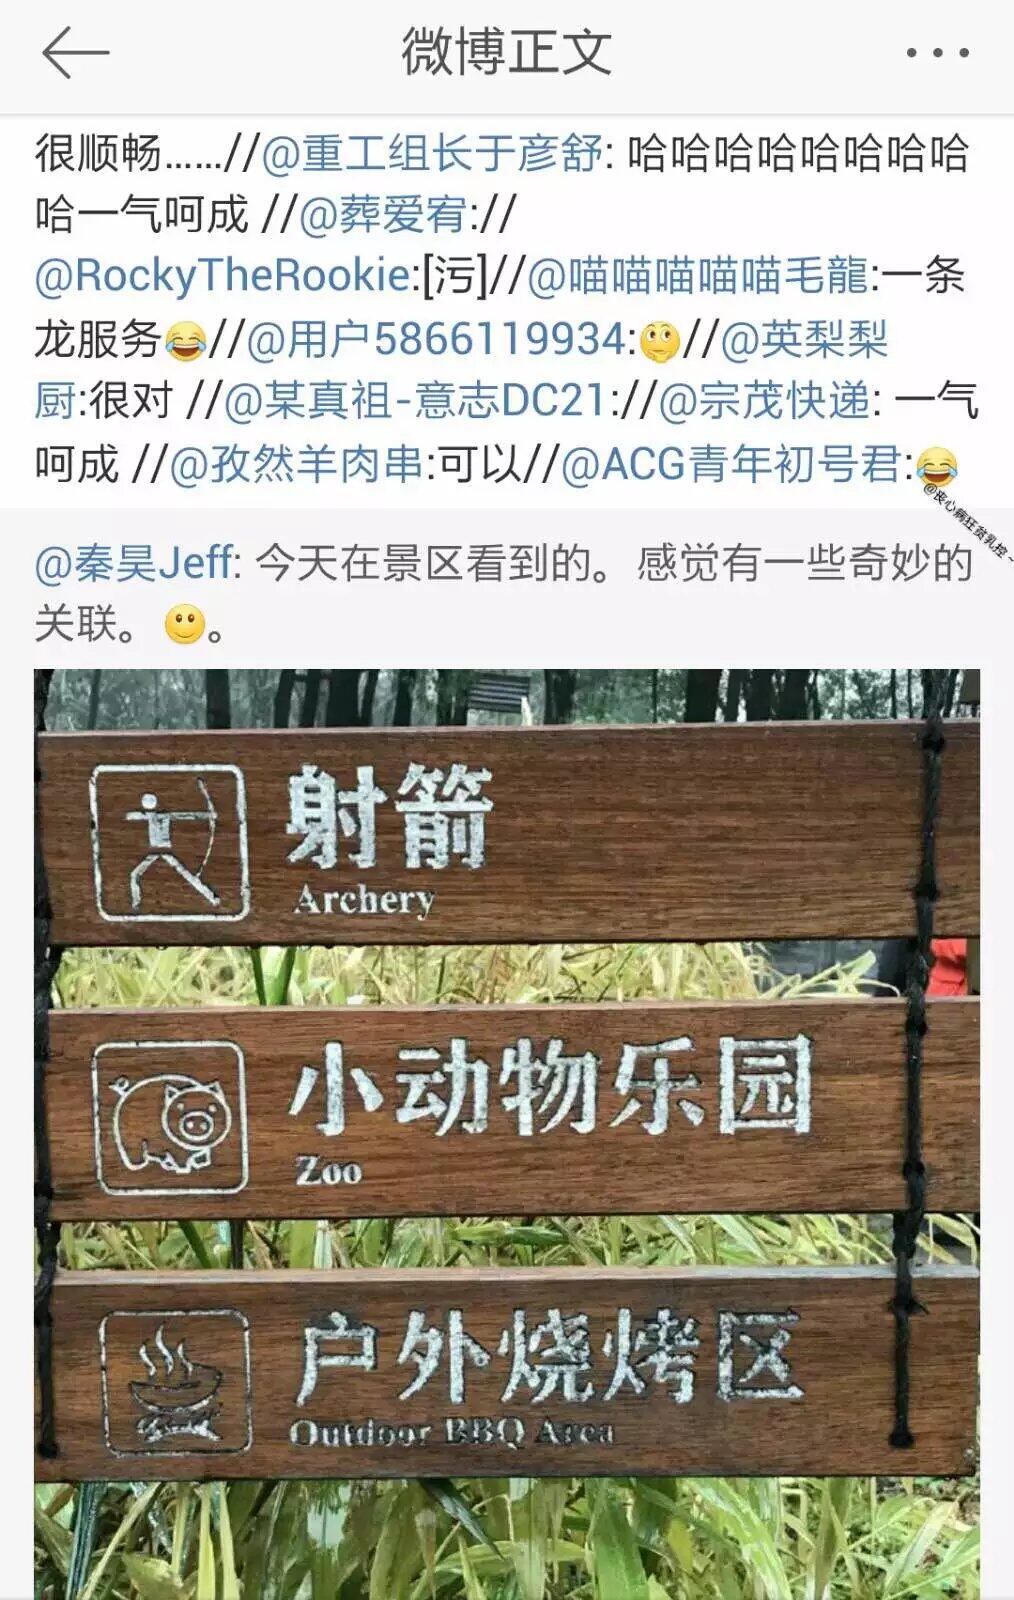 微博正文
很顺畅……//@重工组长于彦舒: 哈哈哈哈哈哈哈哈
哈一气呵成 //@葬爱宥://
@RockyTheRookie:[污]//@喵喵喵喵喵毛龍:一条
龙服务😂//@用户5866119934:🤔//@英梨梨
厨:很对 //@某真祖-意志DC21://@宗茂快递: 一气
呵成 //@孜然羊肉串:可以//@ACG青年初号君:😂
@丧心病狂贫乳控~
@秦昊Jeff: 今天在景区看到的。感觉有一些奇妙的
关联。🙂。
射箭
Archery
小动物乐园
Zoo
户外烧烤区
Outdoor BBQ Area